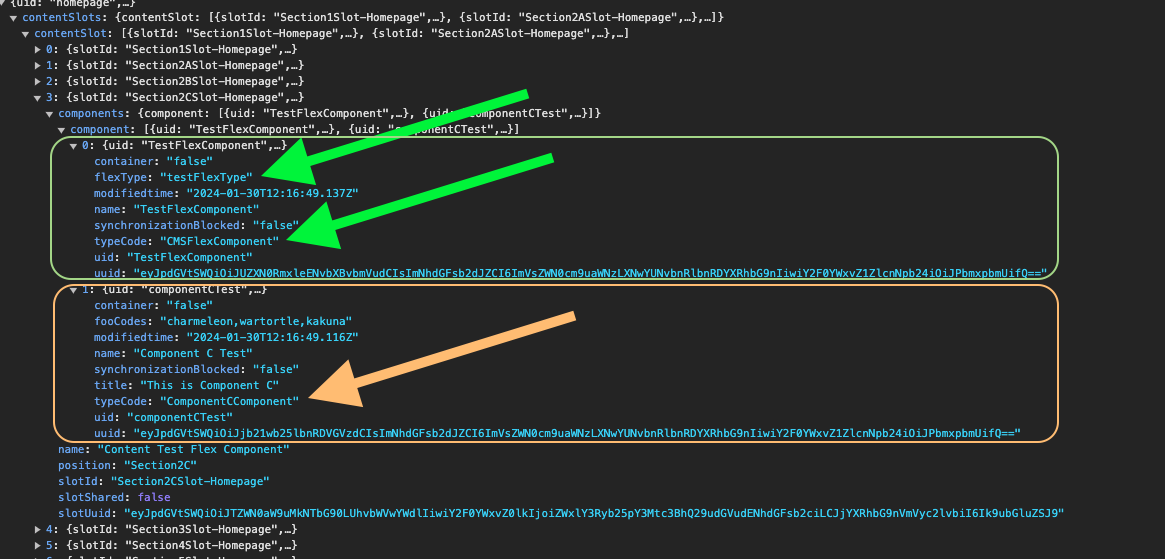 {uid: "homepage",…}
contentSlots: {contentSlot: [{slotId: "Section1Slot-Homepage",…}, {slotId: "Section2ASlot-Homepage",…},…]}
contentSlot: [{slotId: "Section1Slot-Homepage",…}, {slotId: "Section2ASlot-Homepage",…},…]
0: {slotId: "Section1Slot-Homepage",…}
1: {slotId: "Section2ASlot-Homepage",…}
2: {slotId: "Section2BSlot-Homepage",…}
3: {slotId: "Section2CSlot-Homepage",…}
components: {component: [{uid: "TestFlexComponent",…}, {uid: "componentCTest",…}]}
component: [{uid: "TestFlexComponent",…}, {uid: "componentCTest",…}]
0: {uid: "TestFlexComponent",…}
container: "false"
flexType: "testFlexType"
modifiedtime: "2024-01-30T12:16:49.137Z"
name: "TestFlexComponent"
synchronizationBlocked: "false"
typeCode: "CMSFlexComponent"
uid: "TestFlexComponent"
uuid: "eyJpdGVtSWQiOiJUZXN0RmxleENvbXBvbmVudCIsImNhdGFsb2dJZCI6ImVsZWN0cm9uaWNzLXNwYUNvbnRlbnRDYXRhbG9nIiwiY2F0YWxvZ1ZlcnNpb24iOiJPbmxpbmUifQ=="
1: {uid: "componentCTest",…}
container: "false"
fooCodes: "charmeleon,wartortle,kakuna"
modifiedtime: "2024-01-30T12:16:49.116Z"
name: "Component C Test"
synchronizationBlocked: "false"
title: "This is Component C"
typeCode: "ComponentCComponent"
uid: "componentCTest"
uuid: "eyJpdGVtSWQiOiJjb21wb25lbnRDVGVzdCIsImNhdGFsb2dJZCI6ImVsZWN0cm9uaWNzLXNwYUNvbnRlbnRDYXRhbG9nIiwiY2F0YWxvZ1ZlcnNpb24iOiJPbmxpbmUifQ=="
name: "Content Test Flex Component"
position: "Section2C"
slotId: "Section2CSlot-Homepage"
slotShared: false
slotUuid:
4: {slotId: "Section3Slot-Homepage",…}
5: {slotId: "Section4Slot-Homepage",…}